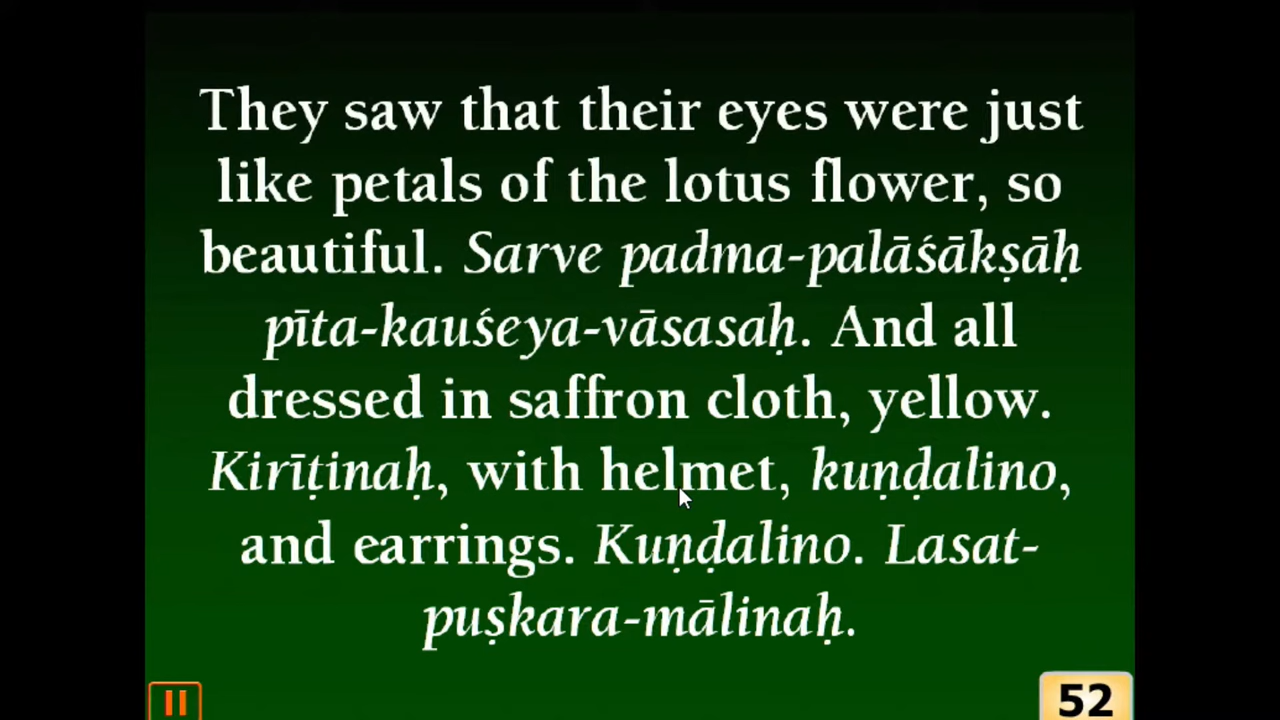 They saw that their eyes were just
like petals of the lotus flower, so
beautiful. Sarve padma-palāśākṣāḥ
pīta-kauśeya-vāsasaḥ. And all
dressed in saffron cloth, yellow.
Kirīṭinaḥ, with helmet, kuṇḍalino,
and earrings. Kuṇḍalino. Lasat-
puṣkara-mālinaḥ.
52